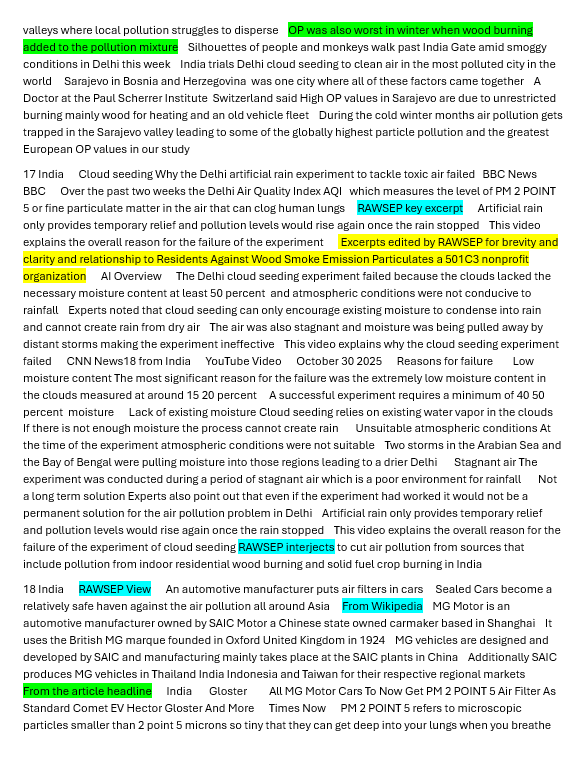 valleys where local pollution struggles to disperse OP was also worst in winter when wood burning
added to the pollution mixture Silhouettes of people and monkeys walk past India Gate amid smoggy
conditions in Delhi this week India trials Delhi cloud seeding to clean air in the most polluted city in the
world Sarajevo in Bosnia and Herzegovina was one city where all of these factors came together A
Doctor at the Paul Scherrer Institute Switzerland said High OP values in Sarajevo are due to unrestricted
burning mainly wood for heating and an old vehicle fleet During the cold winter months air pollution gets
trapped in the Sarajevo valley leading to some of the globally highest particle pollution and the greatest
European OP values in our study
17 India Cloud seeding Why the Delhi artificial rain experiment to tackle toxic air failed BBC News
BBC Over the past two weeks the Delhi Air Quality Index AQI which measures the level of PM 2 POINT
5 or fine particulate matter in the air that can clog human lungs RAWSEP key excerpt Artificial rain
only provides temporary relief and pollution levels would rise again once the rain stopped This video
explains the overall reason for the failure of the experiment Excerpts edited by RAWSEP for brevity and
clarity and relationship to Residents Against Wood Smoke Emission Particulates a 501C3 nonprofit
organization AI Overview The Delhi cloud seeding experiment failed because the clouds lacked the
necessary moisture content at least 50 percent and atmospheric conditions were not conducive to
rainfall Experts noted that cloud seeding can only encourage existing moisture to condense into rain
and cannot create rain from dry air The air was also stagnant and moisture was being pulled away by
distant storms making the experiment ineffective This video explains why the cloud seeding experiment
failed CNN News18 from India YouTube Video October 30 2025 Reasons for failure Low
moisture content The most significant reason for the failure was the extremely low moisture content in
the clouds measured at around 15 20 percent A successful experiment requires a minimum of 40 50
percent moisture Lack of existing moisture Cloud seeding relies on existing water vapor in the clouds
If there is not enough moisture the process cannot create rain Unsuitable atmospheric conditions At
the time of the experiment atmospheric conditions were not suitable Two storms in the Arabian Sea and
the Bay of Bengal were pulling moisture into those regions leading to a drier Delhi Stagnant air The
experiment was conducted during a period of stagnant air which is a poor environment for rainfall Not
a long term solution Experts also point out that even if the experiment had worked it would not be a
permanent solution for the air pollution problem in Delhi Artificial rain only provides temporary relief
and pollution levels would rise again once the rain stopped This video explains the overall reason for the
failure of the experiment of cloud seeding RAWSEP interjects to cut air pollution from sources that
include pollution from indoor residential wood burning and solid fuel crop burning in India
18 India RAWSEP View An automotive manufacturer puts air filters in cars Sealed Cars become a
relatively safe haven against the air pollution all around Asia From Wikipedia MG Motor is an
automotive manufacturer owned by SAIC Motor a Chinese state owned carmaker based in Shanghai It
uses the British MG marque founded in Oxford United Kingdom in 1924 MG vehicles are designed and
developed by SAIC and manufacturing mainly takes place at the SAIC plants in China Additionally SAIC
produces MG vehicles in Thailand India Indonesia and Taiwan for their respective regional markets
From the article headline India Gloster All MG Motor Cars To Now Get PM 2 POINT 5 Air Filter As
Standard Comet EV Hector Gloster And More Times Now PM 2 POINT 5 refers to microscopic
particles smaller than 2 point 5 microns so tiny that they can get deep into your lungs when you breathe